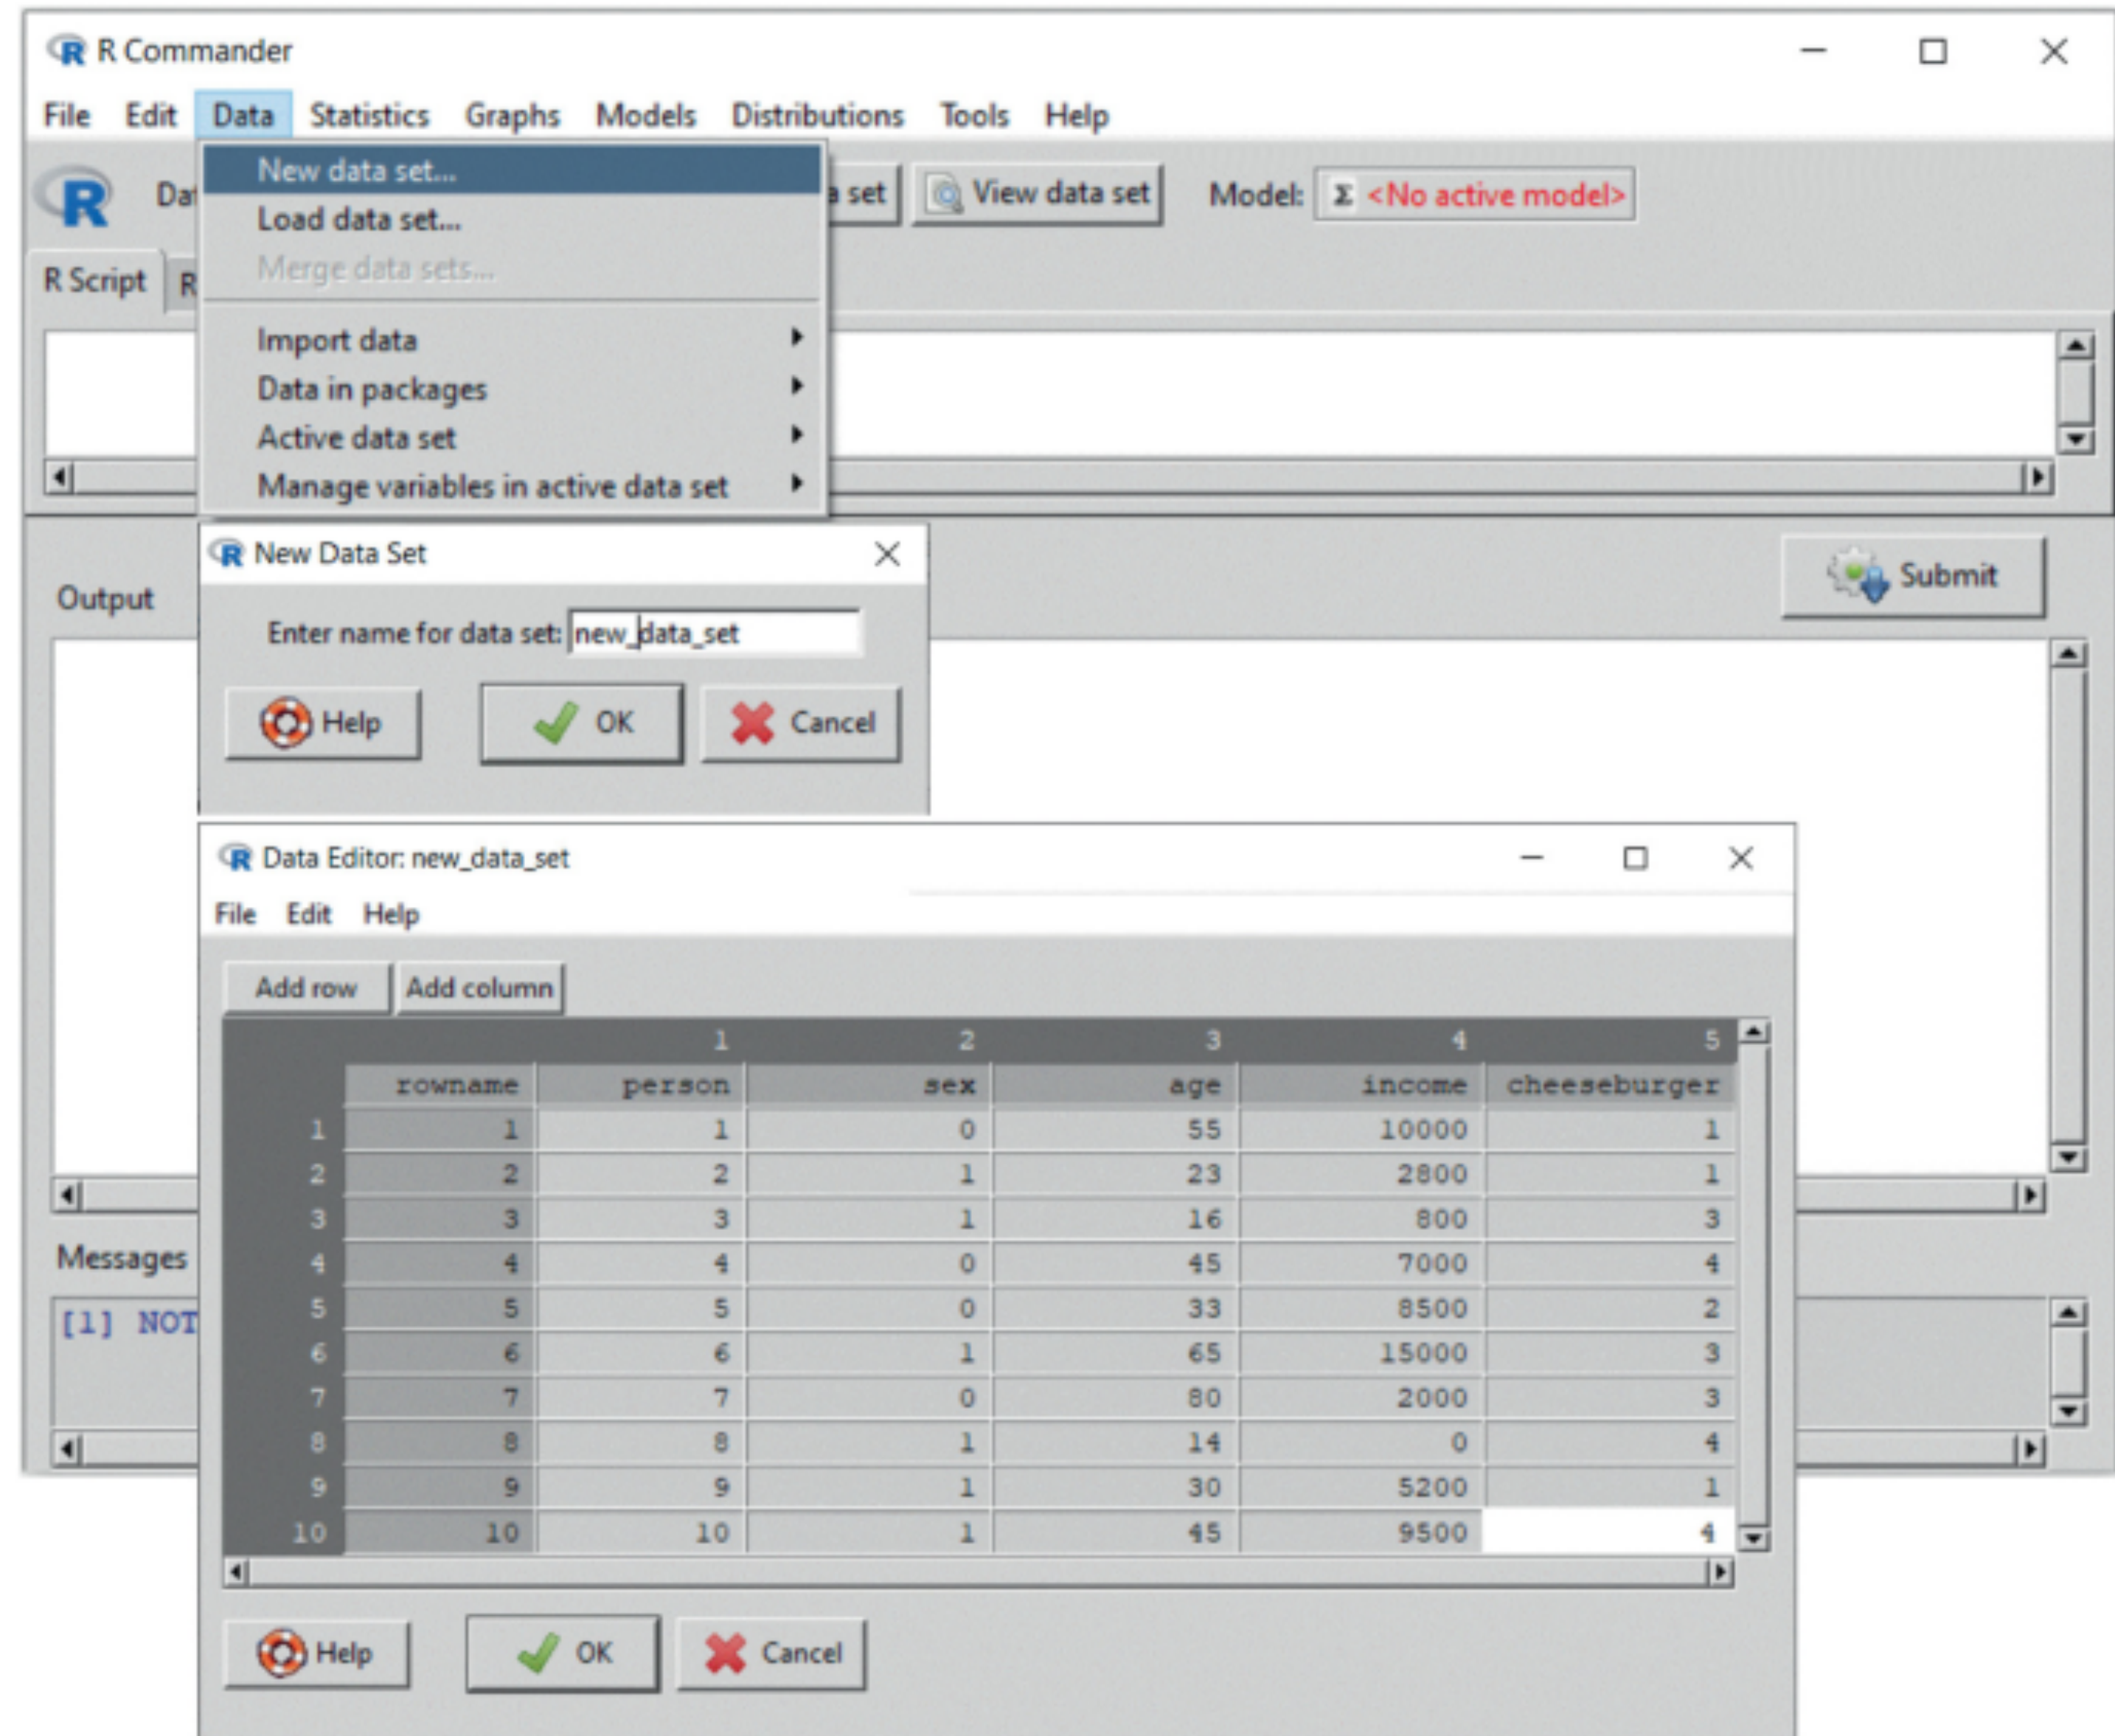 R Commander
File Edit Data Statistics Graphs Models Distributions Tools Help
New data set...
Dat a set View data set Model: Σ <No active model>
Load data set...
R Script R
Merge data sets...
Import data
Data in packages
Active data set
Manage variables in active data set
New Data Set
Submit
Output
Enter name for data set: new_data_set
Help OK Cancel
Data Editor: new_data_set
File Edit Help
Add row Add column
1 2 3 4 5
rowname person sex age income cheeseburger
1 1 1 0 55 10000 1
2 2 2 1 23 2800 1
3 3 3 1 16 800 3
Messages
4 4 4 0 45 7000 4
5 5 5 0 33 8500 2
[1] NOT
6 6 6 1 65 15000 3
7 7 7 0 80 2000 3
8 8 8 1 14 0 4
9 9 9 1 30 5200 1
10 10 10 1 45 9500 4
Help OK Cancel